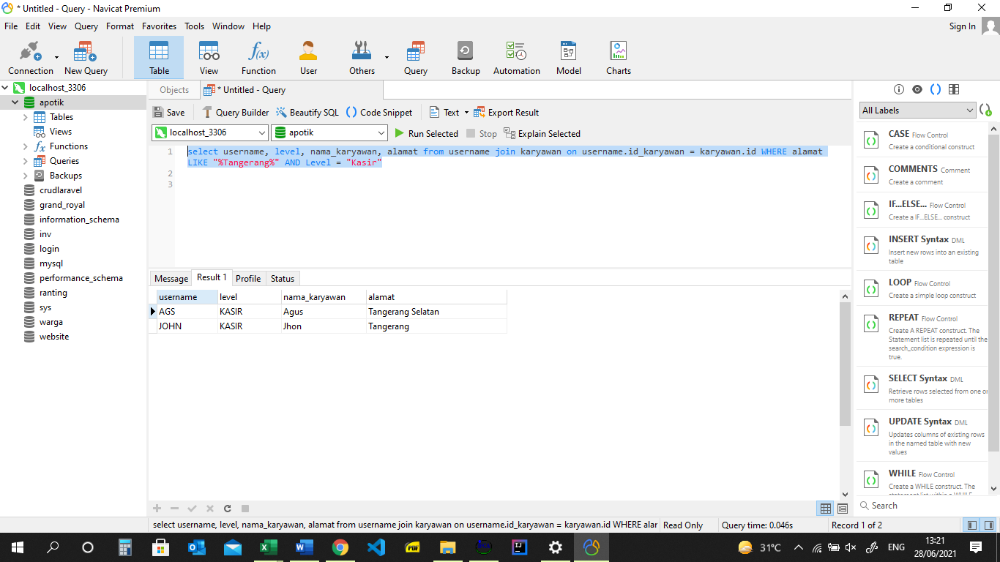 * Untitled - Query - Navicat Premium
File Edit View Query Format Favorites Tools Window Help Sign In
Connection New Query Table View Function User Others Query Backup Automation Model Charts
localhost_3306
apotik
Tables
Views
Functions
Queries
Backups
crudlaravel
grand_royal
information_schema
inv
login
mysql
performance_schema
ranting
sys
warga
website
Objects * Untitled - Query
Save Query Builder Beautify SQL Code Snippet Text Export Result
localhost_3306 apotik Run Selected Stop Explain Selected
1 select username, level, nama_karyawan, alamat from username join karyawan on username.id_karyawan = karyawan.id WHERE alamat
LIKE "%Tangerang%" AND Level = "Kasir"
2
3
Message Result 1 Profile Status
username level nama_karyawan alamat
AGS KASIR Agus Tangerang Selatan
JOHN KASIR Jhon Tangerang
All Labels
CASE Flow Control
Create a conditional construct
COMMENTS Comment
Create a comment
IF...ELSE... Flow Control
Create a IF...ELSE... construct
INSERT Syntax DML
Insert new rows into an existing
table
LOOP Flow Control
Create a simple loop construct
REPEAT Flow Control
Create A REPEAT construct. The
Statement list is repeated until the
search_condition expression is
true.
SELECT Syntax DML
Retrieve rows selected from one or
more tables
UPDATE Syntax DML
Updates columns of existing rows
in the named table with new
values
WHILE Flow Control
Create a WHILE construct. The
statement list within a WHILE
Search
select username, level, nama_karyawan, alamat from username join karyawan on username.id_karyawan = karyawan.id WHERE alar Read Only Query time: 0.046s Record 1 of 2
31°C ENG 13:21
28/06/2021